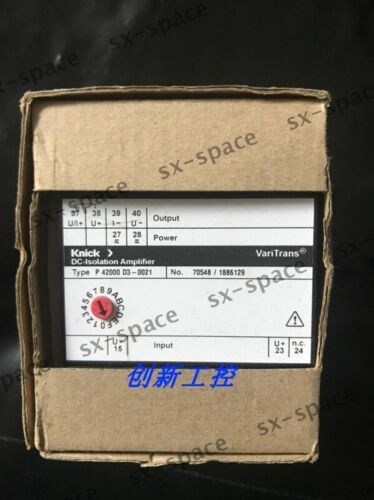 sx-space
sx-space
sx-space
37 38 39 40
U/I+ U+ I− U− Output
27 28
≂ ≂ Power
Knick > VariTrans®
DC-Isolation Amplifier
Type P 42000 D3-0021 No. 70548 / 1886129
0123456789ABCDEF
sx-space
U- U+ n.c.
15 Input 23 24
创新工控
sx-space
sx-space